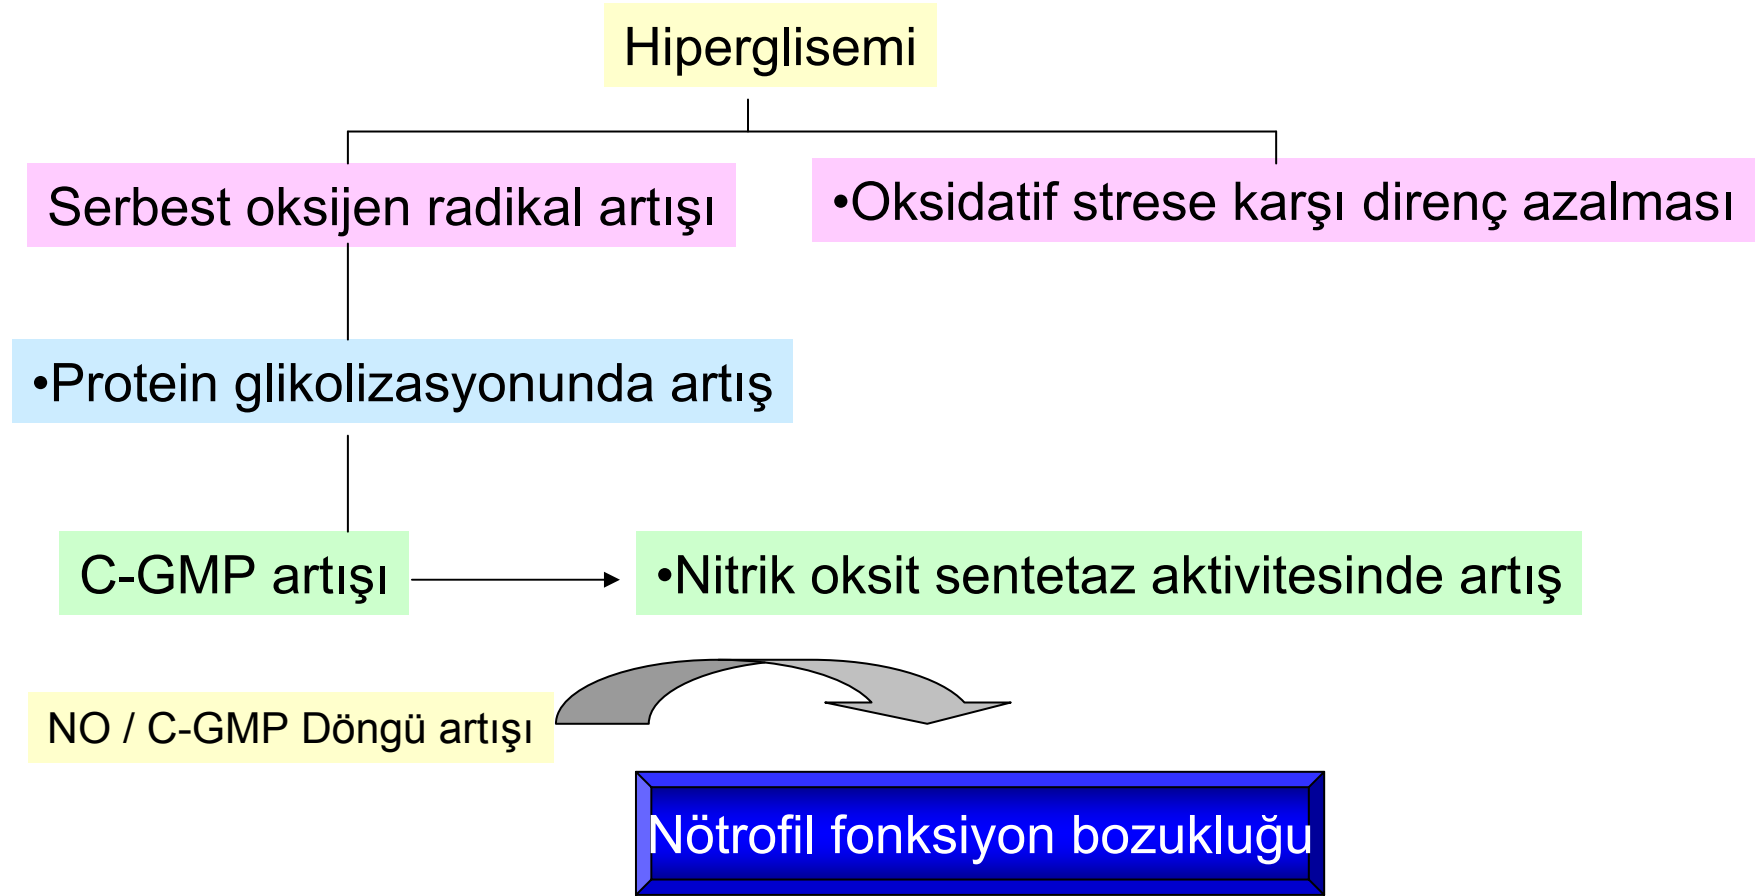 Hiperglisemi
Serbest oksijen radikal artışı
•Oksidatif strese karşı direnç azalması
•Protein glikolizasyonunda artış
C-GMP artışı
•Nitrik oksit sentetaz aktivitesinde artış
NO / C-GMP Döngü artışı
Nötrofil fonksiyon bozukluğu